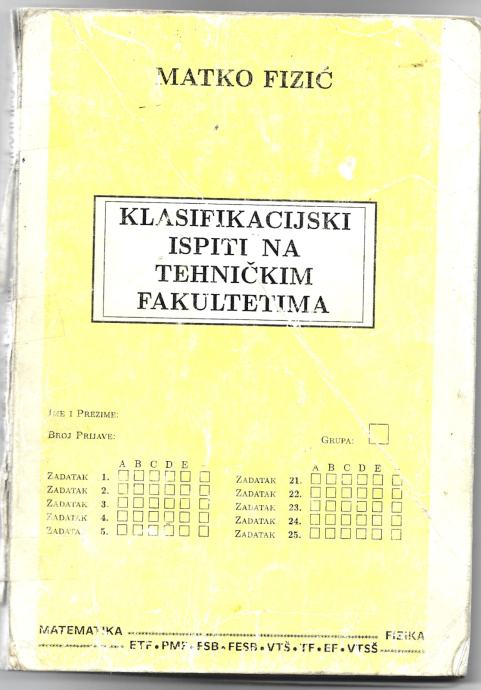 MATKO FIZIĆ
KLASIFIKACIJSKI
ISPITI NA
TEHNIČKIM
FAKULTETIMA
IME I PREZIME:
BROJ PRIJAVE:
GRUPA:
A B C D E
ZADATAK 1.
ZADATAK 2.
ZADATAK 3.
ZADATAK 4.
ZADATA 5.
A B C D E
ZADATAK 21.
ZADATAK 22.
ZADATAK 23.
ZADATAK 24.
ZADATAK 25.
MATEMATIKA FIZIKA
ETF • PMF • FSB • FESB • VTŠ • TF • EF • VTSŠ